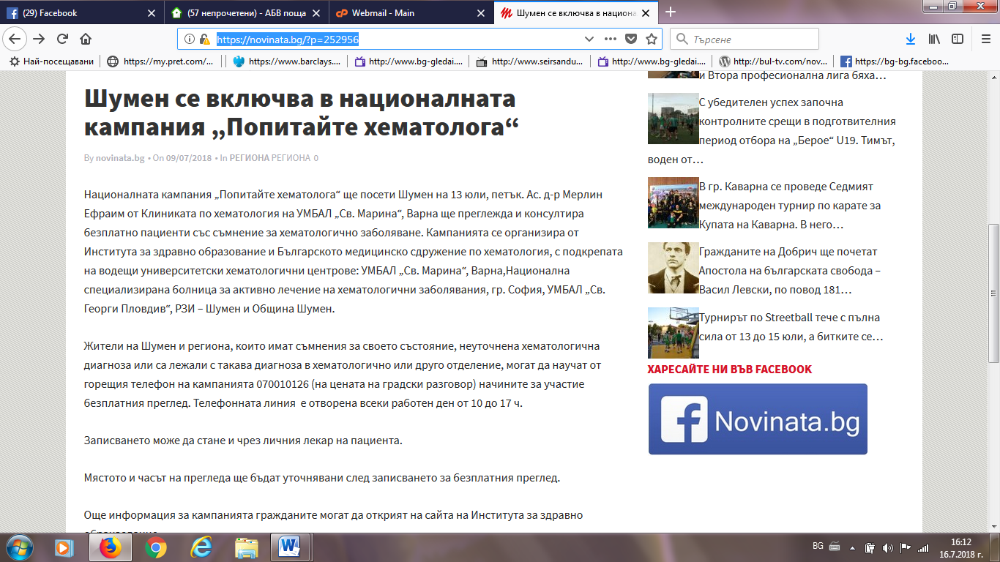 (29) Facebook
(57 непрочетени) - АБВ поща
Webmail - Main
Шумен се включва в национа
https://novinata.bg/?p=252956
Търсене
Най-посещавани
https://my.pret.com/...
https://www.barclays....
http://www.bg-gledai....
http://www.seirsandu...
http://www.bg-gledai....
http://bul-tv.com/nov...
https://bg-bg.faceboo...
Шумен се включва в националната
кампания „Попитайте хематолога“
By novinata.bg • On 09/07/2018 • In РЕГИОНА РЕГИОНА 0
Националната кампания „Попитайте хематолога“ ще посети Шумен на 13 юли, петък. Ас. д-р Мерлин
Ефраим от Клиниката по хематология на УМБАЛ „Св. Марина“, Варна ще преглежда и консултира
безплатно пациенти със съмнение за хематологично заболяване. Кампанията се организира от
Института за здравно образование и Българското медицинско сдружение по хематология, с подкрепата
на водещи университетски хематологични центрове: УМБАЛ „Св. Марина“, Варна,Национална
специализирана болница за активно лечение на хематологични заболявания, гр. София, УМБАЛ „Св.
Георги Пловдив“, РЗИ – Шумен и Община Шумен.
Жители на Шумен и региона, които имат съмнения за своето състояние, неуточнена хематологична
диагноза или са лежали с такава диагноза в хематологично или друго отделение, могат да научат от
горещия телефон на кампанията 070010126 (на цената на градски разговор) начините за участие
безплатния преглед. Телефонната линия е отворена всеки работен ден от 10 до 17 ч.
Записването може да стане и чрез личния лекар на пациента.
Мястото и часът на прегледа ще бъдат уточнявани след записването за безплатния преглед.
Още информация за кампанията гражданите могат да открият на сайта на Института за здравно
и Втора професионална лига бяха…
С убедителен успех започна
контролните срещи в подготвителния
период отбора на „Берое“ U19. Тимът,
воден от…
В гр. Каварна се проведе Седмият
международен турнир по карате за
Купата на Каварна. В него…
Гражданите на Добрич ще почетат
Апостола на българската свобода –
Васил Левски, по повод 181…
Турнирът по Streetball тече с пълна
сила от 13 до 15 юли, а битките се…
ХАРЕСАЙТЕ НИ ВЪВ FACEBOOK
Novinata.bg
BG
16:12
16.7.2018 г.